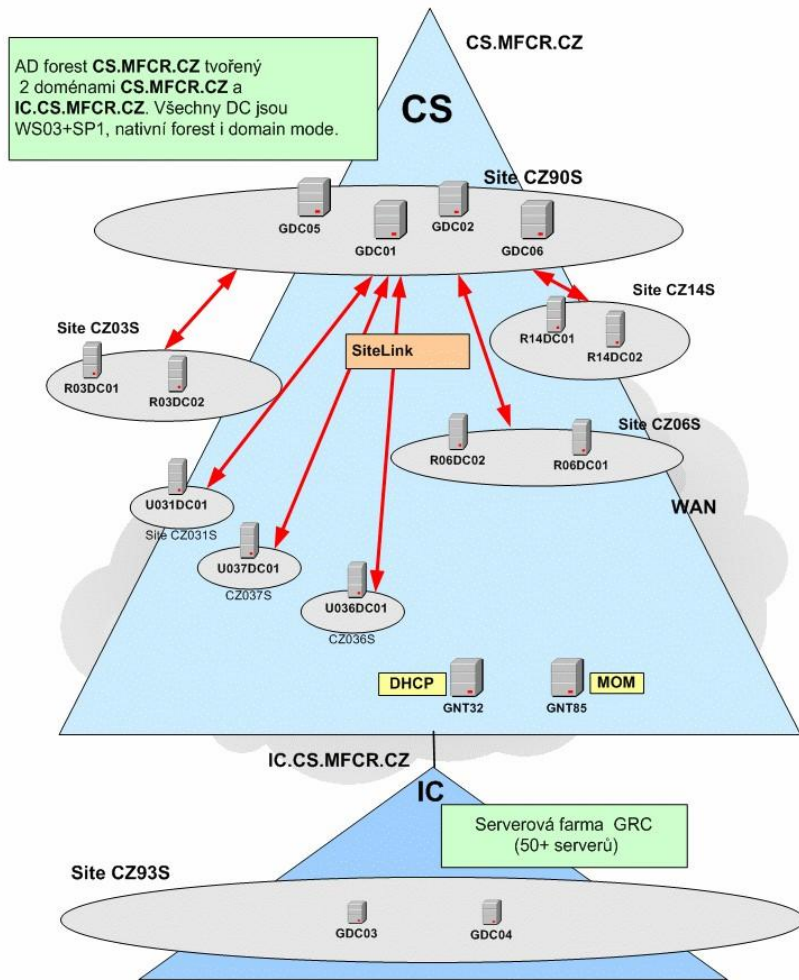 CS.MFCR.CZ
AD forest CS.MFCR.CZ tvořený
2 doménami CS.MFCR.CZ a
IC.CS.MFCR.CZ. Všechny DC jsou
WS03+SP1, nativní forest i domain mode.
CS
Site CZ90S
GDC05
GDC01
GDC02
GDC06
Site CZ14S
R14DC01
R14DC02
Site CZ03S
R03DC01
R03DC02
SiteLink
Site CZ06S
R06DC02
R06DC01
WAN
U031DC01
Site CZ031S
U037DC01
CZ037S
U036DC01
CZ036S
DHCP
GNT32
MOM
GNT85
IC.CS.MFCR.CZ
IC
Serverová farma GRC
(50+ serverů)
Site CZ93S
GDC03
GDC04